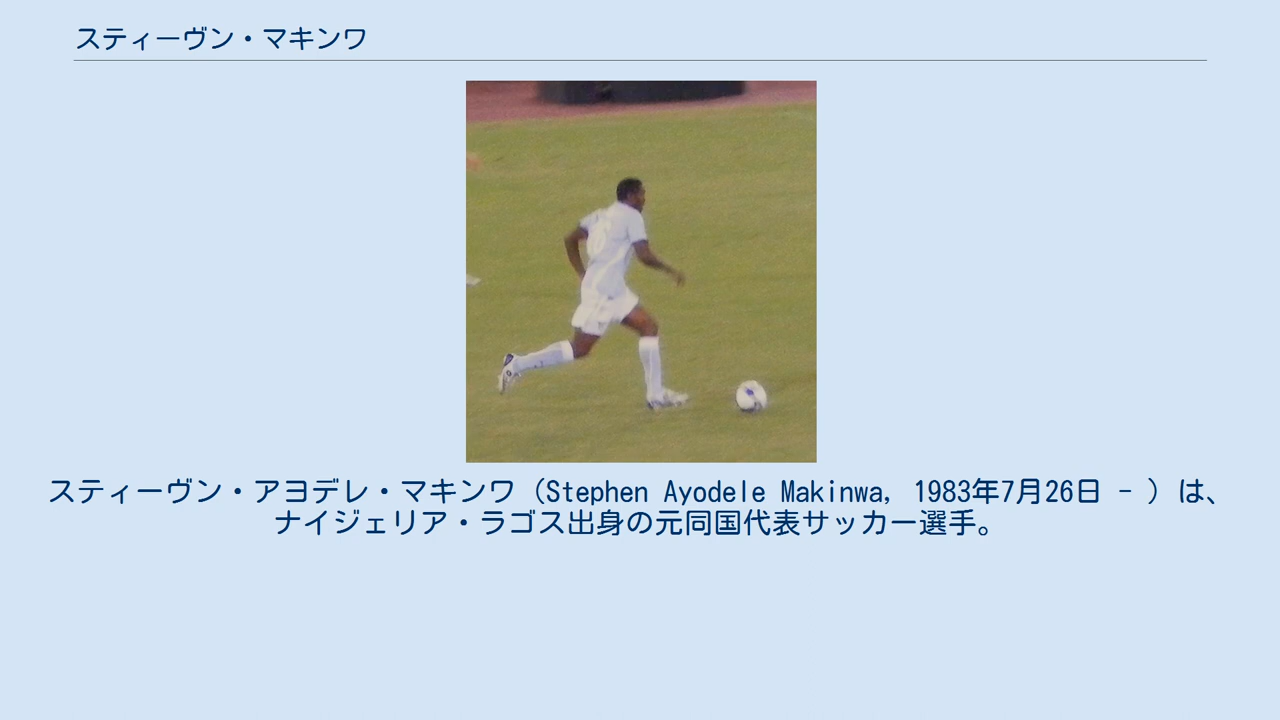 スティーヴン・マキンワ
スティーヴン・アヨデレ・マキンワ（Stephen Ayodele Makinwa, 1983年7月26日 - ）は、
ナイジェリア・ラゴス出身の元同国代表サッカー選手。